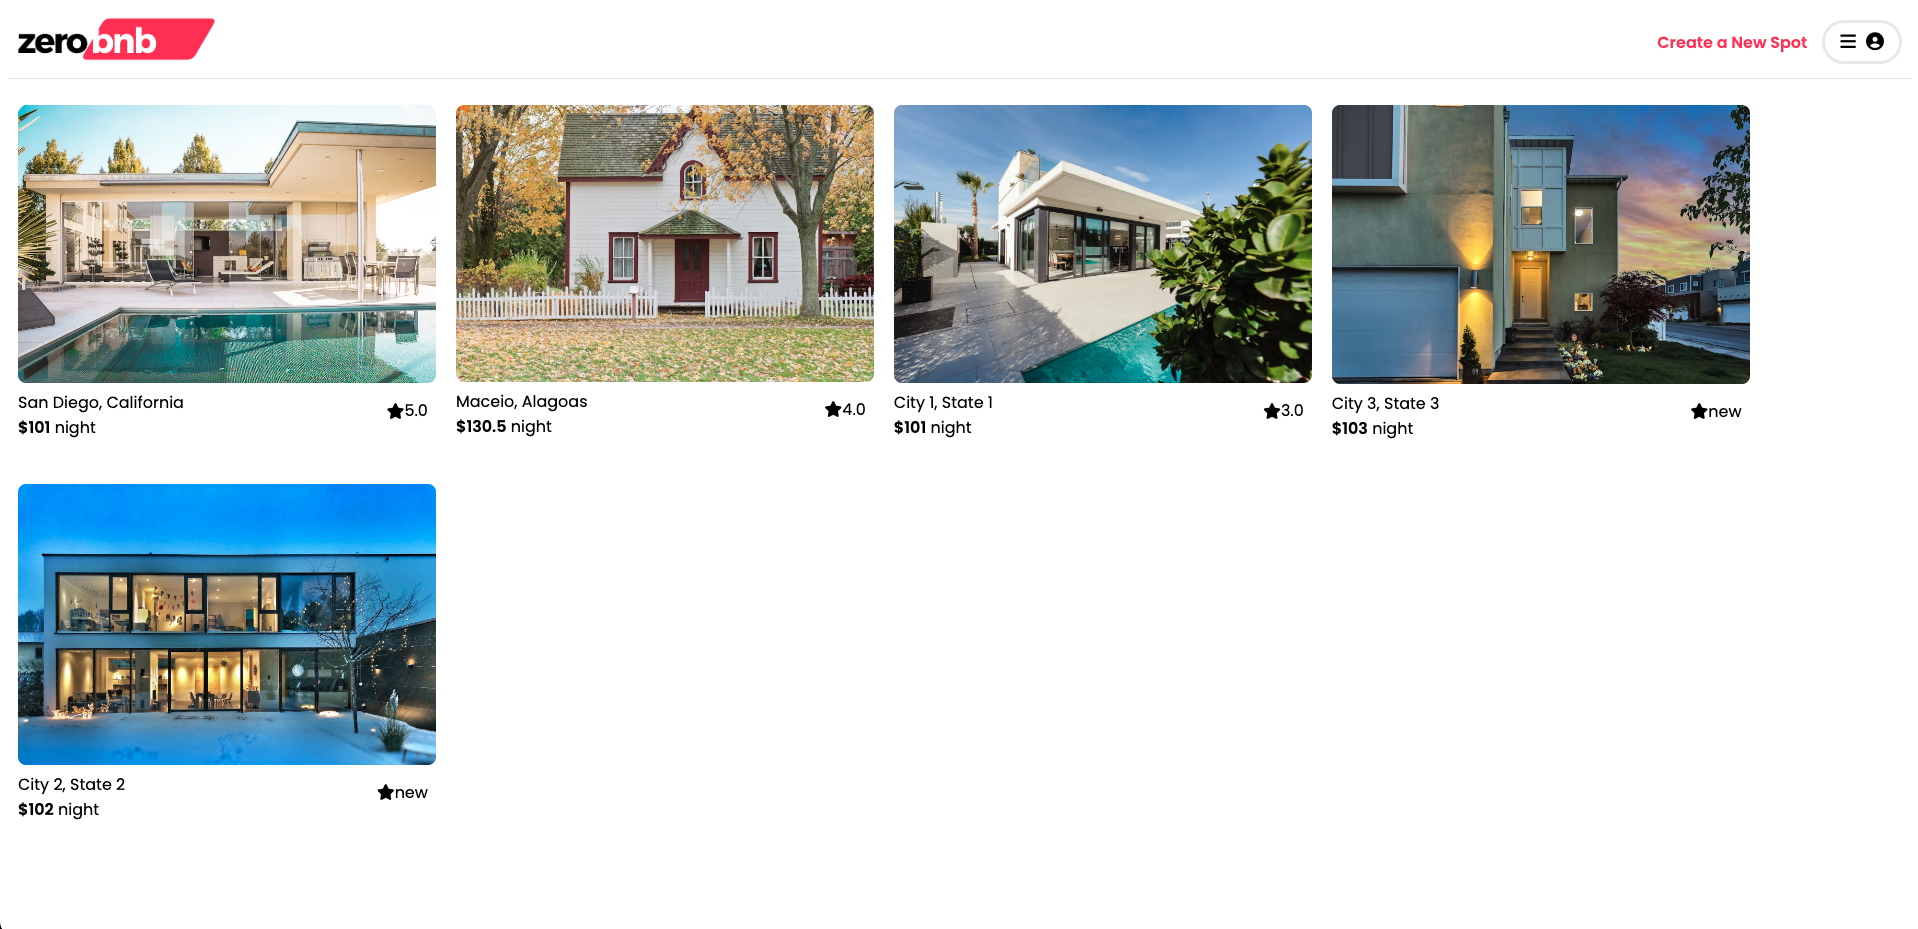 zero bnb
Create a New Spot
San Diego, California
5.0
$101 night
Maceio, Alagoas
4.0
$130.5 night
City 1, State 1
3.0
$101 night
City 3, State 3
new
$103 night
City 2, State 2
new
$102 night